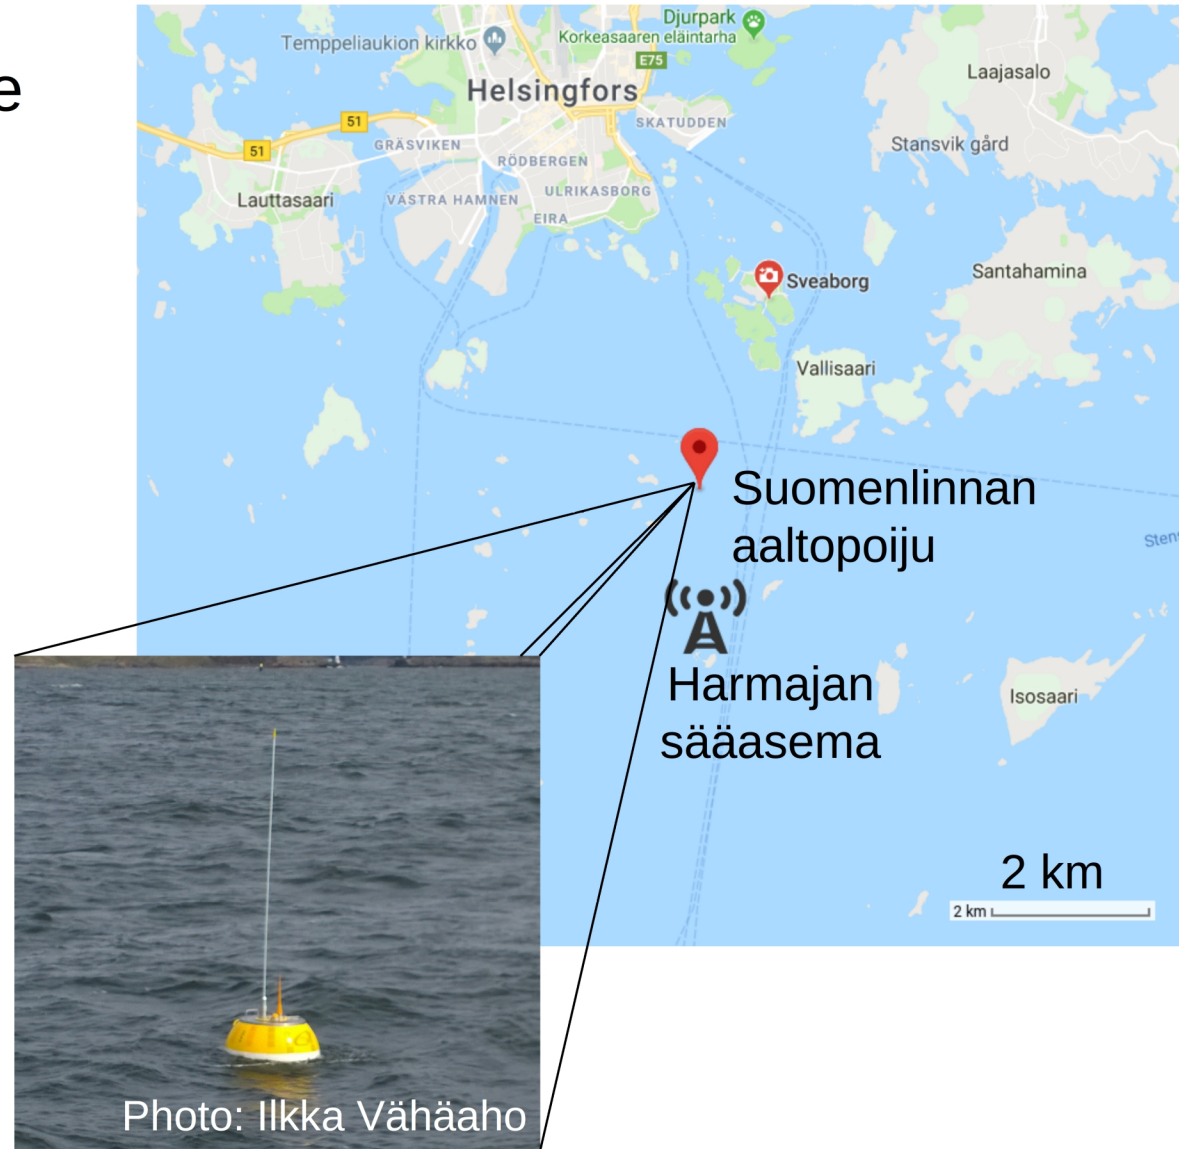 e
Djurpark
Korkeasaaren eläintarha
Temppeliaukion kirkko
E75
Laajasalo
Helsingfors
51
SKATUDDEN
51
GRÄSVIKEN
Stansvik gård
RÖDBERGEN
Lauttasaari
VÄSTRA HAMNEN
ULRIKASBORG
EIRA
Sveaborg
Santahamina
Vallisaari
Suomenlinnan
aaltopoiju
Stens
Harmajan
sääasema
Isosaari
2 km
2 km
Photo: Ilkka Vähäaho